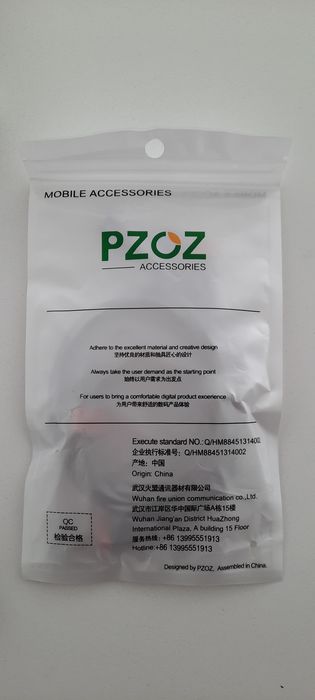 MOBILE ACCESSORIES
PZOZ
ACCESSORIES
Adhere to the excellent material and creative design
坚持优良的材质和独具匠心的设计
Always take the user demand as the starting point
始终以用户需求为出发点
For users to bring a comfortable digital product exceience
为用户带来舒适的数码产品体验
Execute standard NO.:Q/HM88451314002
企业执行标准号: Q/HM88451314002
产地: 中国
Origin: China
武汉火盟通讯器材有限公司
Wuhan fire union communication co.,Ltd.
武汉市江岸区华中国际广场A栋15楼
Wuhan Jiang'an District HuaZhong
International Plaza, A building 15 Floor
服务热线: +86 13995551913
Hotline:+86 13995551913
QC
PASSED
检验合格
Designed by PZOZ, Assembled in China.